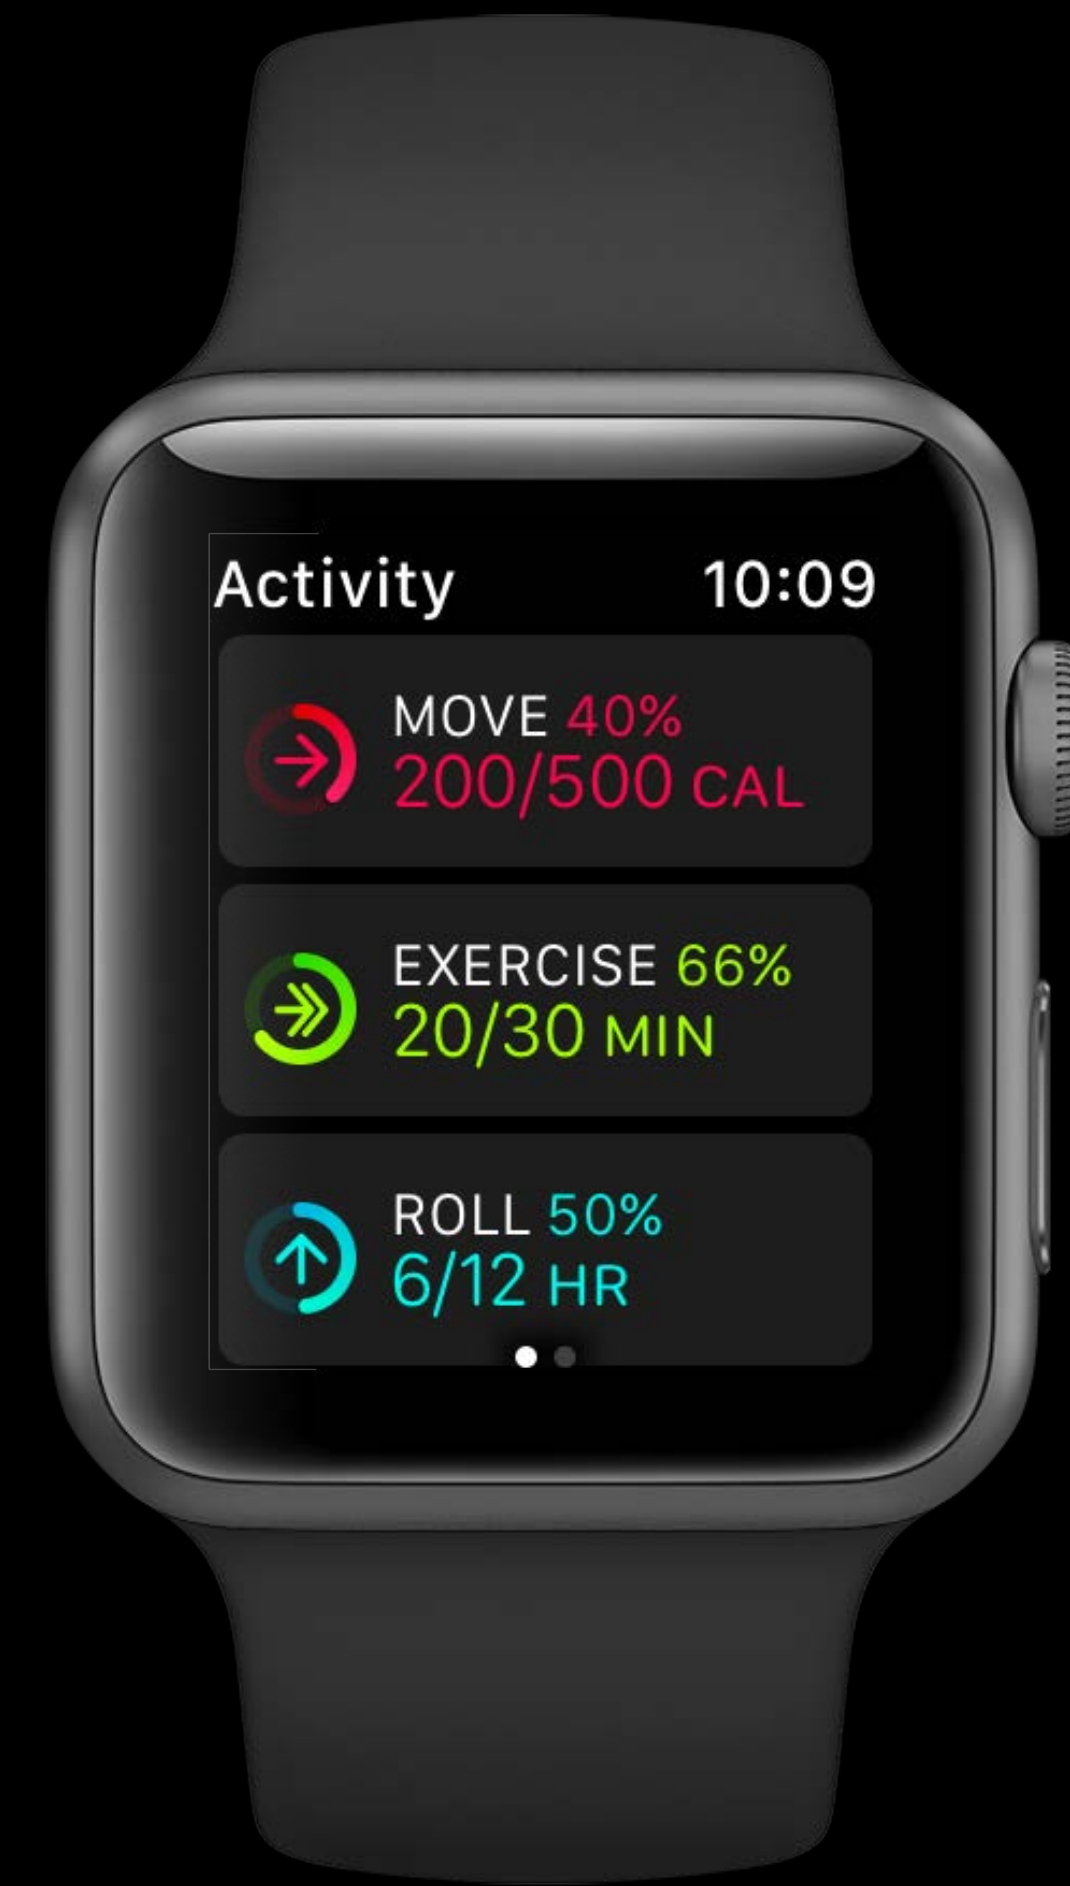 Activity 10:09
MOVE 40%
200/500 CAL
EXERCISE 66%
20/30 MIN
ROLL 50%
6/12 HR